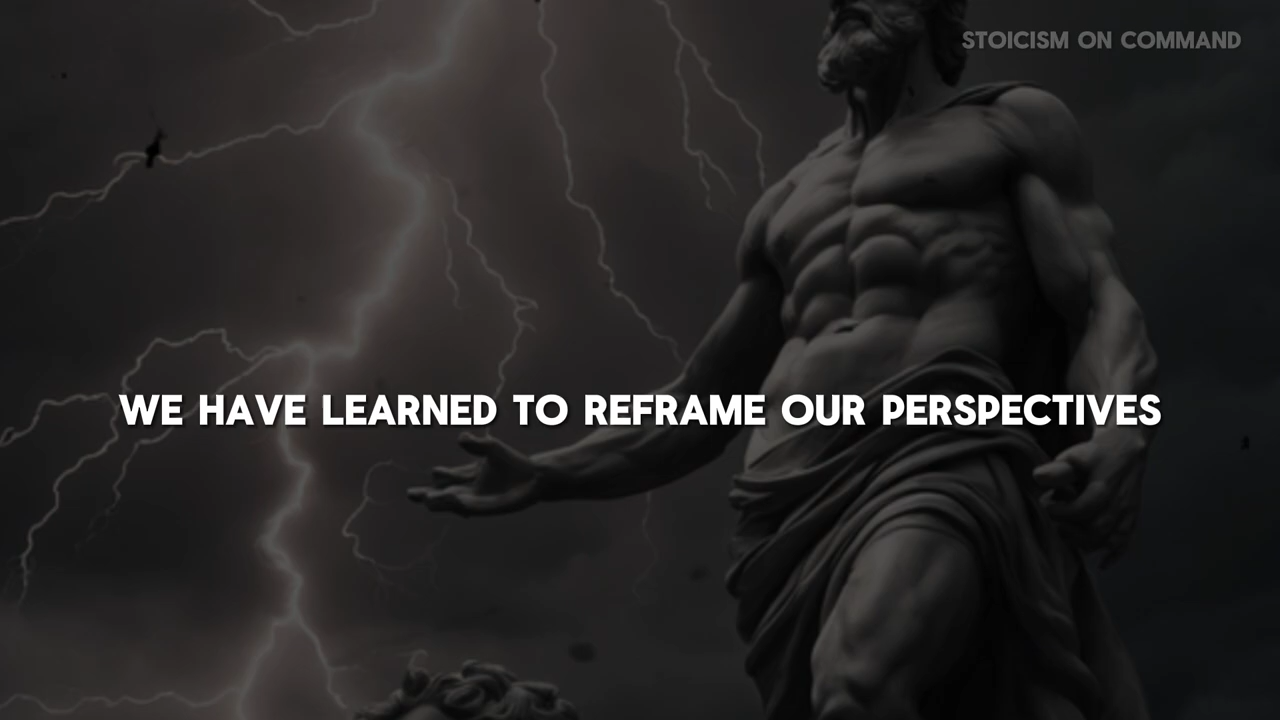 STOICISM ON COMMAND
WE HAVE LEARNED TO REFRAME OUR PERSPECTIVES